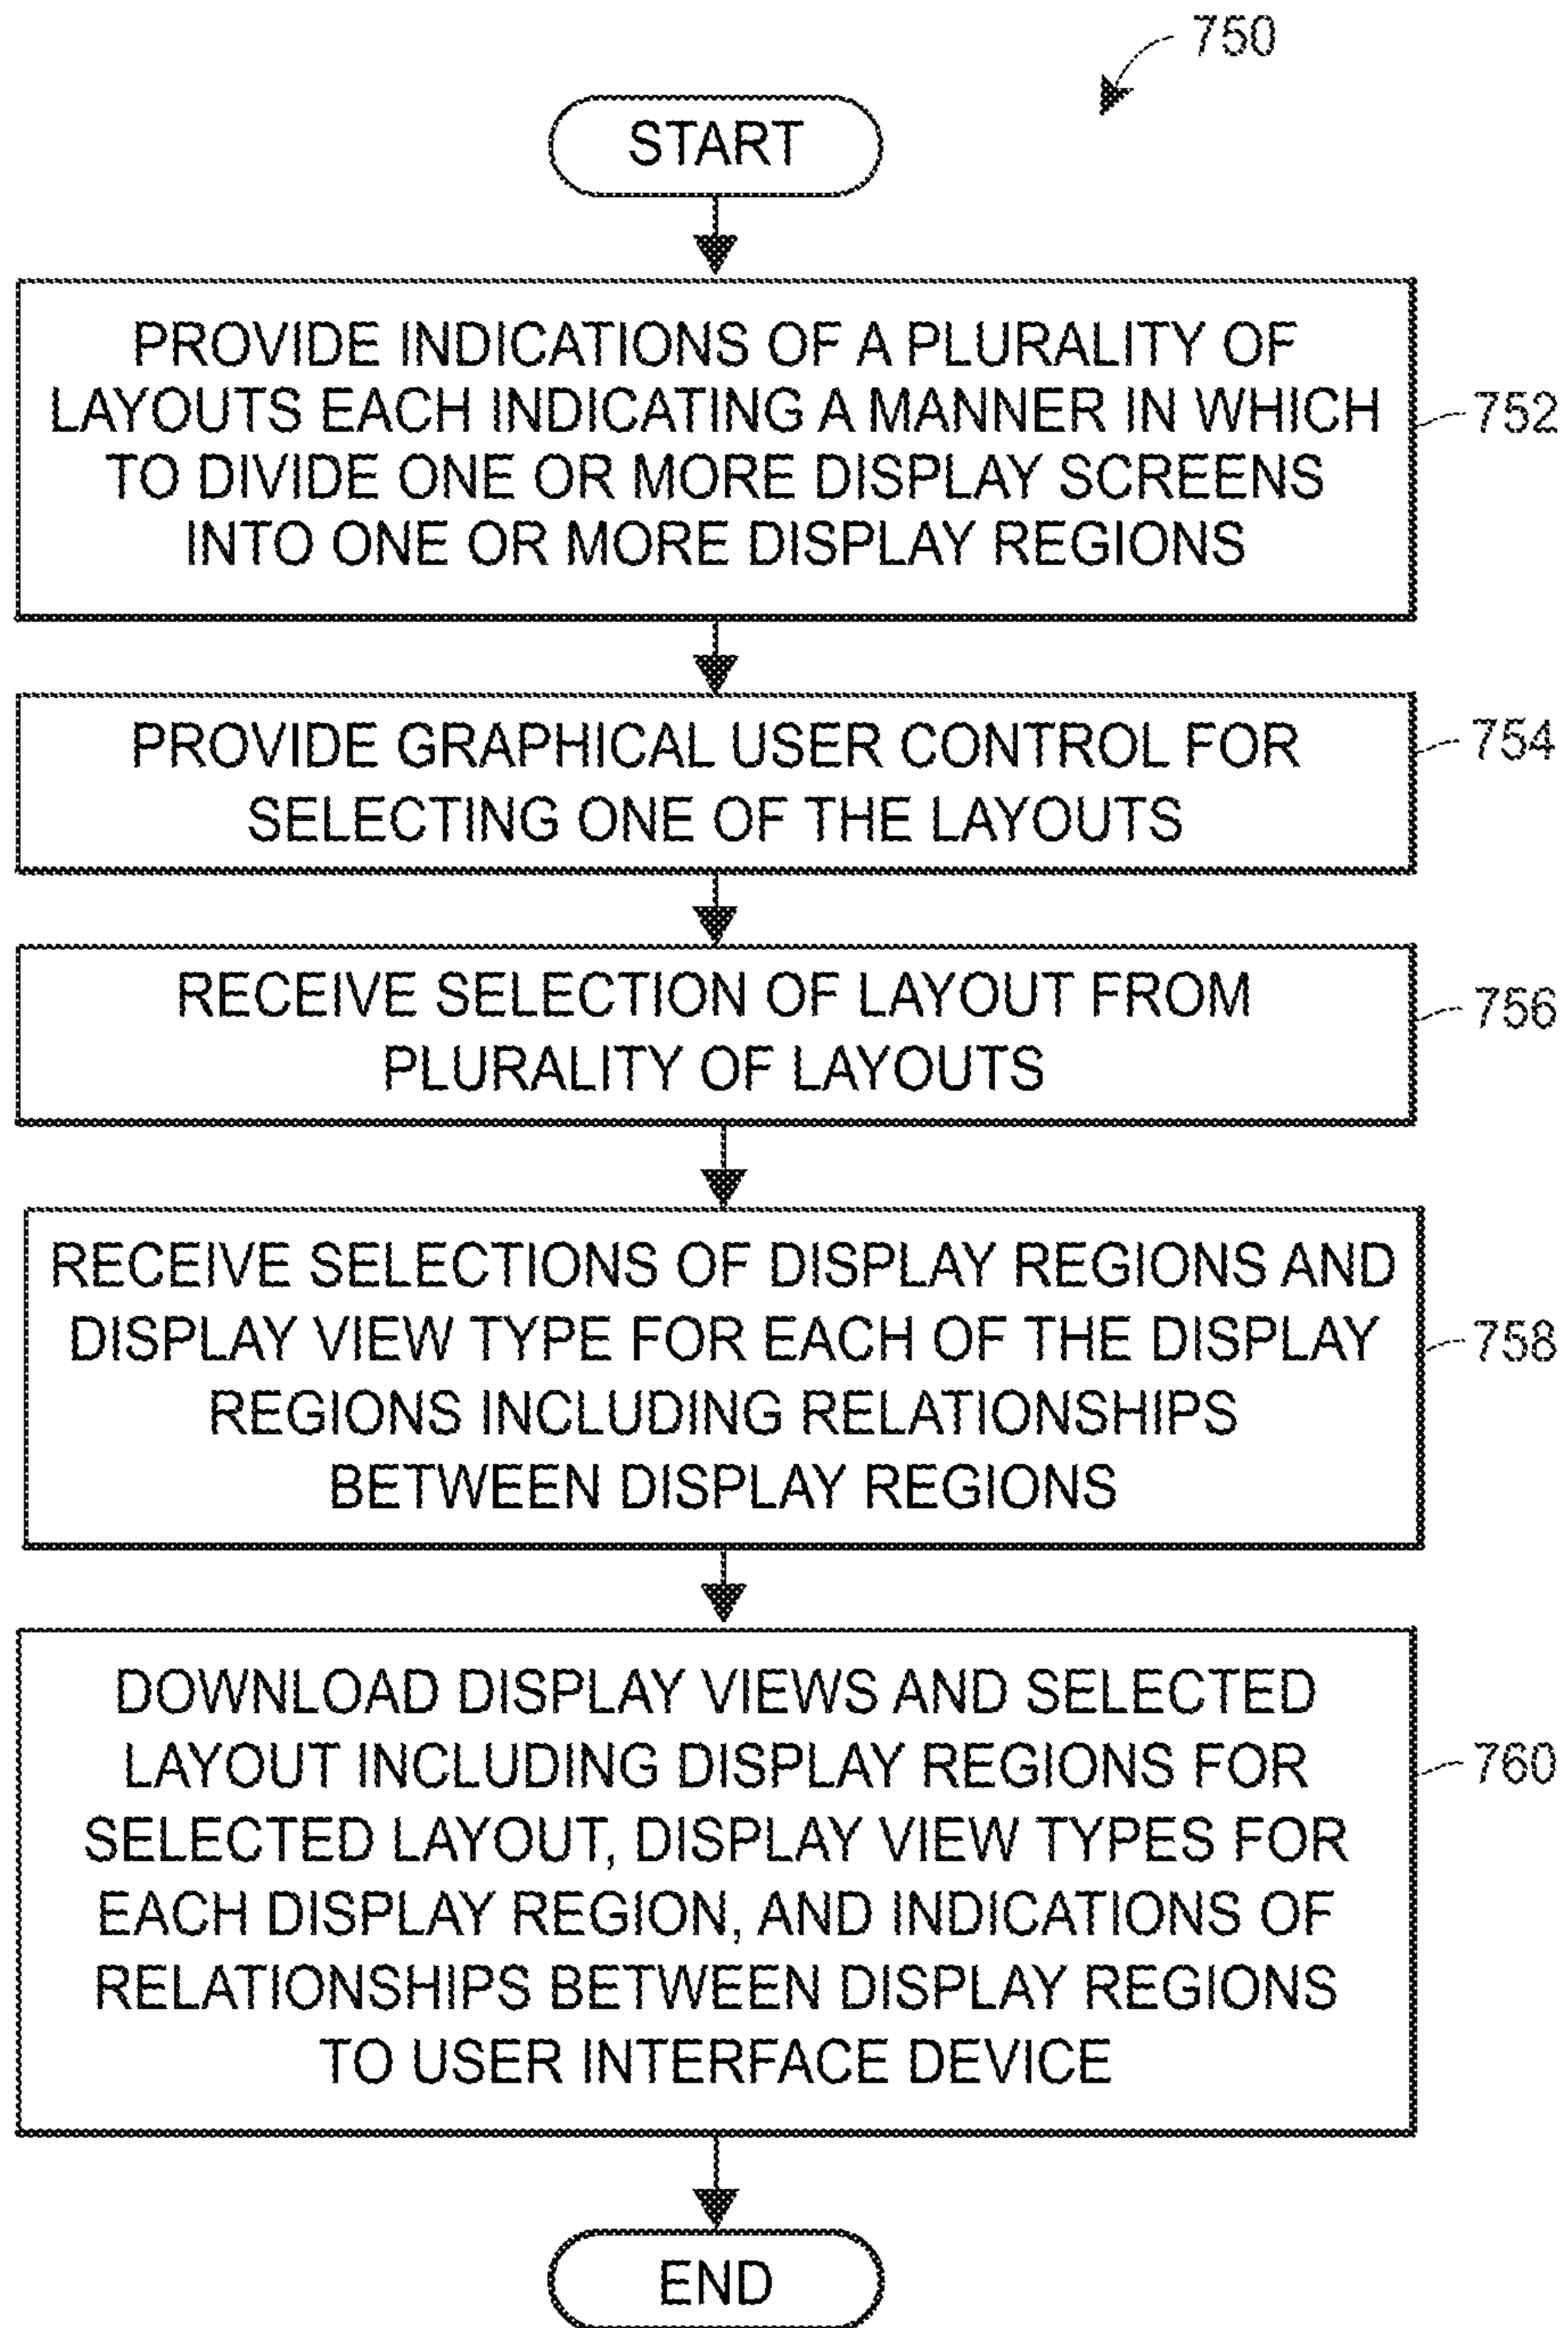 750
START
PROVIDE INDICATIONS OF A PLURALITY OF
LAYOUTS EACH INDICATING A MANNER IN WHICH
TO DIVIDE ONE OR MORE DISPLAY SCREENS
INTO ONE OR MORE DISPLAY REGIONS
752
PROVIDE GRAPHICAL USER CONTROL FOR
SELECTING ONE OF THE LAYOUTS
754
RECEIVE SELECTION OF LAYOUT FROM
PLURALITY OF LAYOUTS
756
RECEIVE SELECTIONS OF DISPLAY REGIONS AND
DISPLAY VIEW TYPE FOR EACH OF THE DISPLAY
REGIONS INCLUDING RELATIONSHIPS
BETWEEN DISPLAY REGIONS
758
DOWNLOAD DISPLAY VIEWS AND SELECTED
LAYOUT INCLUDING DISPLAY REGIONS FOR
SELECTED LAYOUT, DISPLAY VIEW TYPES FOR
EACH DISPLAY REGION, AND INDICATIONS OF
RELATIONSHIPS BETWEEN DISPLAY REGIONS
TO USER INTERFACE DEVICE
760
END